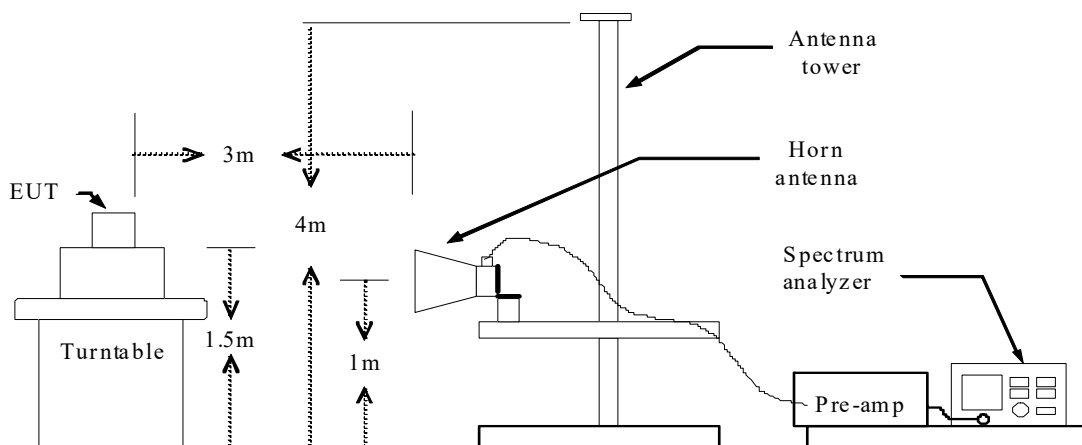 Antenna
tower
3m
Horn
antenna
EUT
4m
Spectrum
analyzer
1.5m
Turntable
1m
Pre-amp